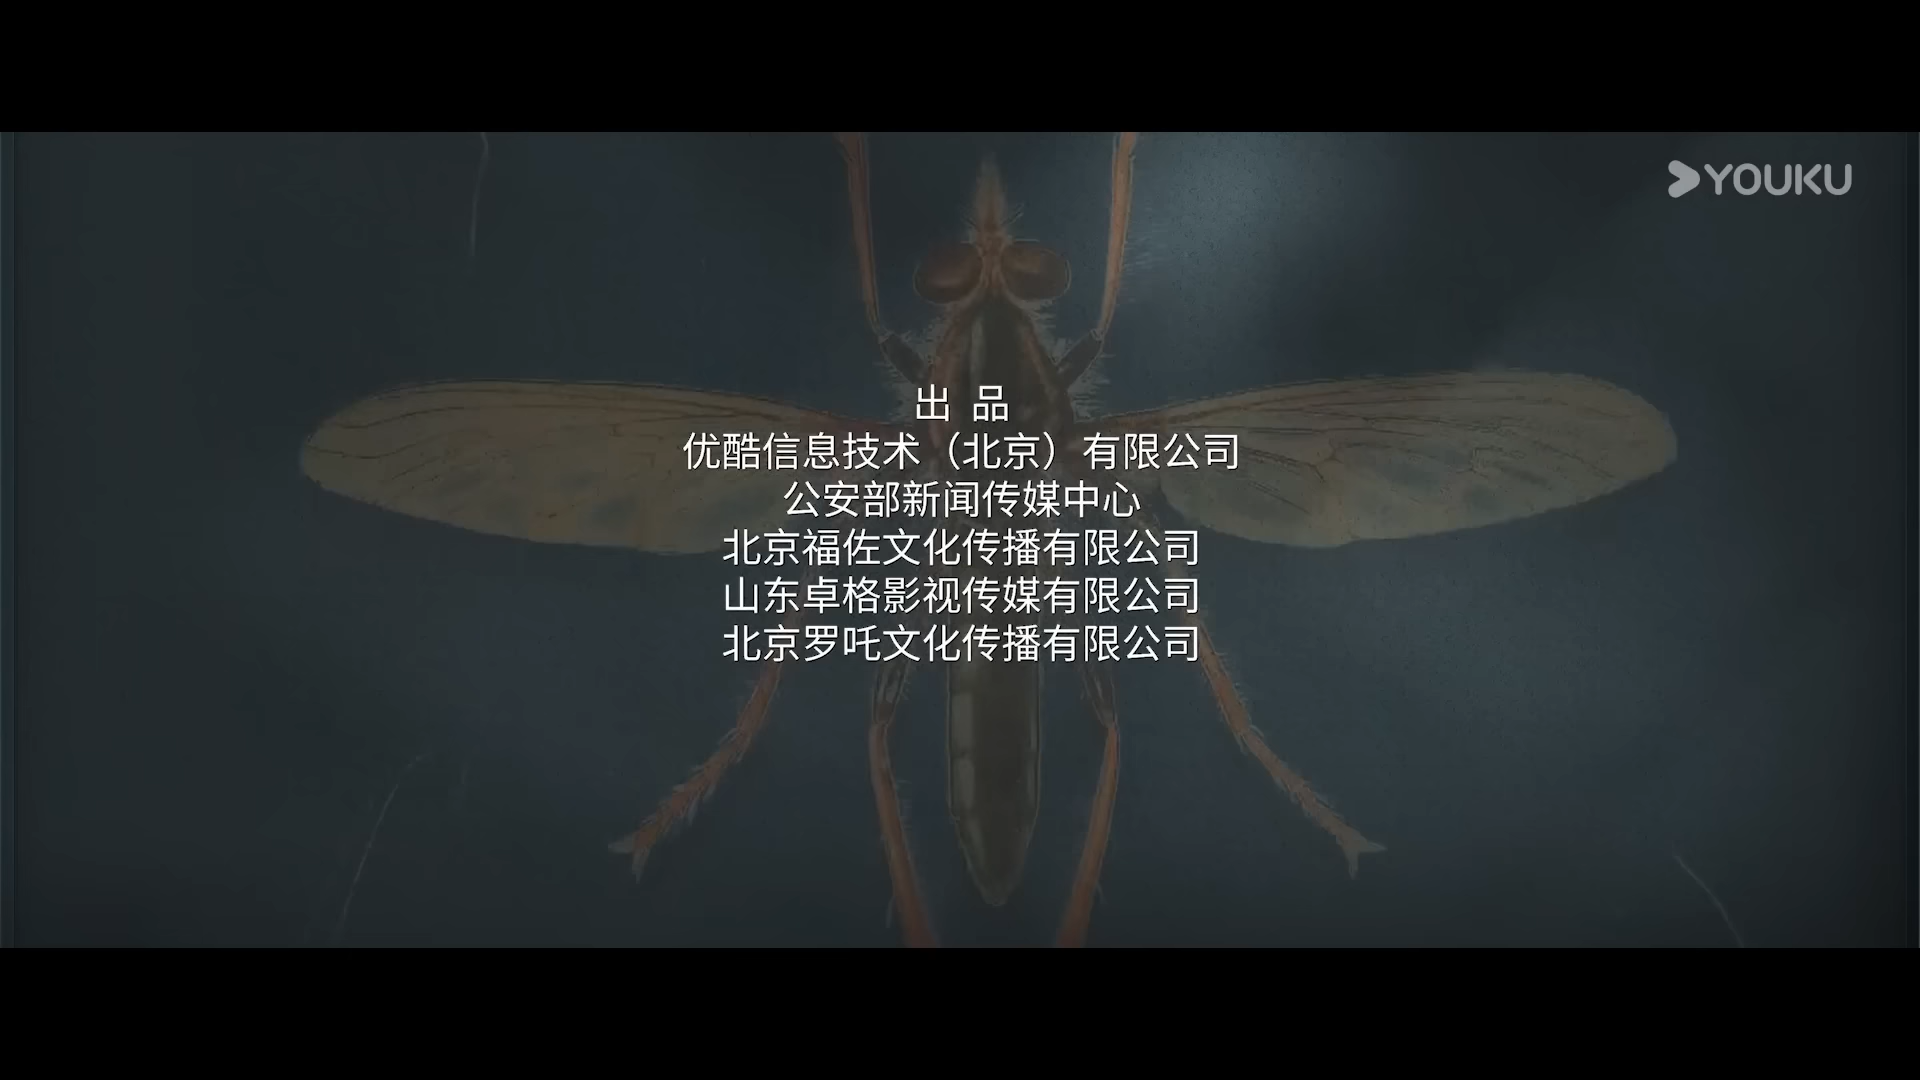 YOUKU
出 品
优酷信息技术（北京）有限公司
公安部新闻传媒中心
北京福佐文化传播有限公司
山东卓格影视传媒有限公司
北京罗吒文化传播有限公司